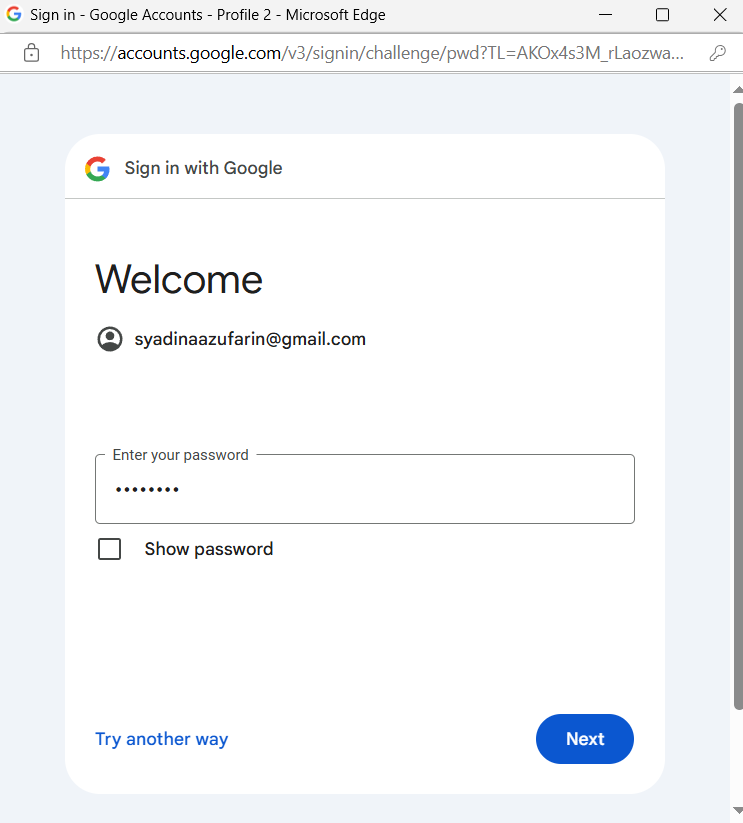 Sign in - Google Accounts - Profile 2 - Microsoft Edge
https://accounts.google.com/v3/signin/challenge/pwd?TL=AKOx4s3M_rLaozwa...
Sign in with Google
Welcome
syadinaazufarin@gmail.com
Enter your password
••••••••
Show password
Try another way
Next